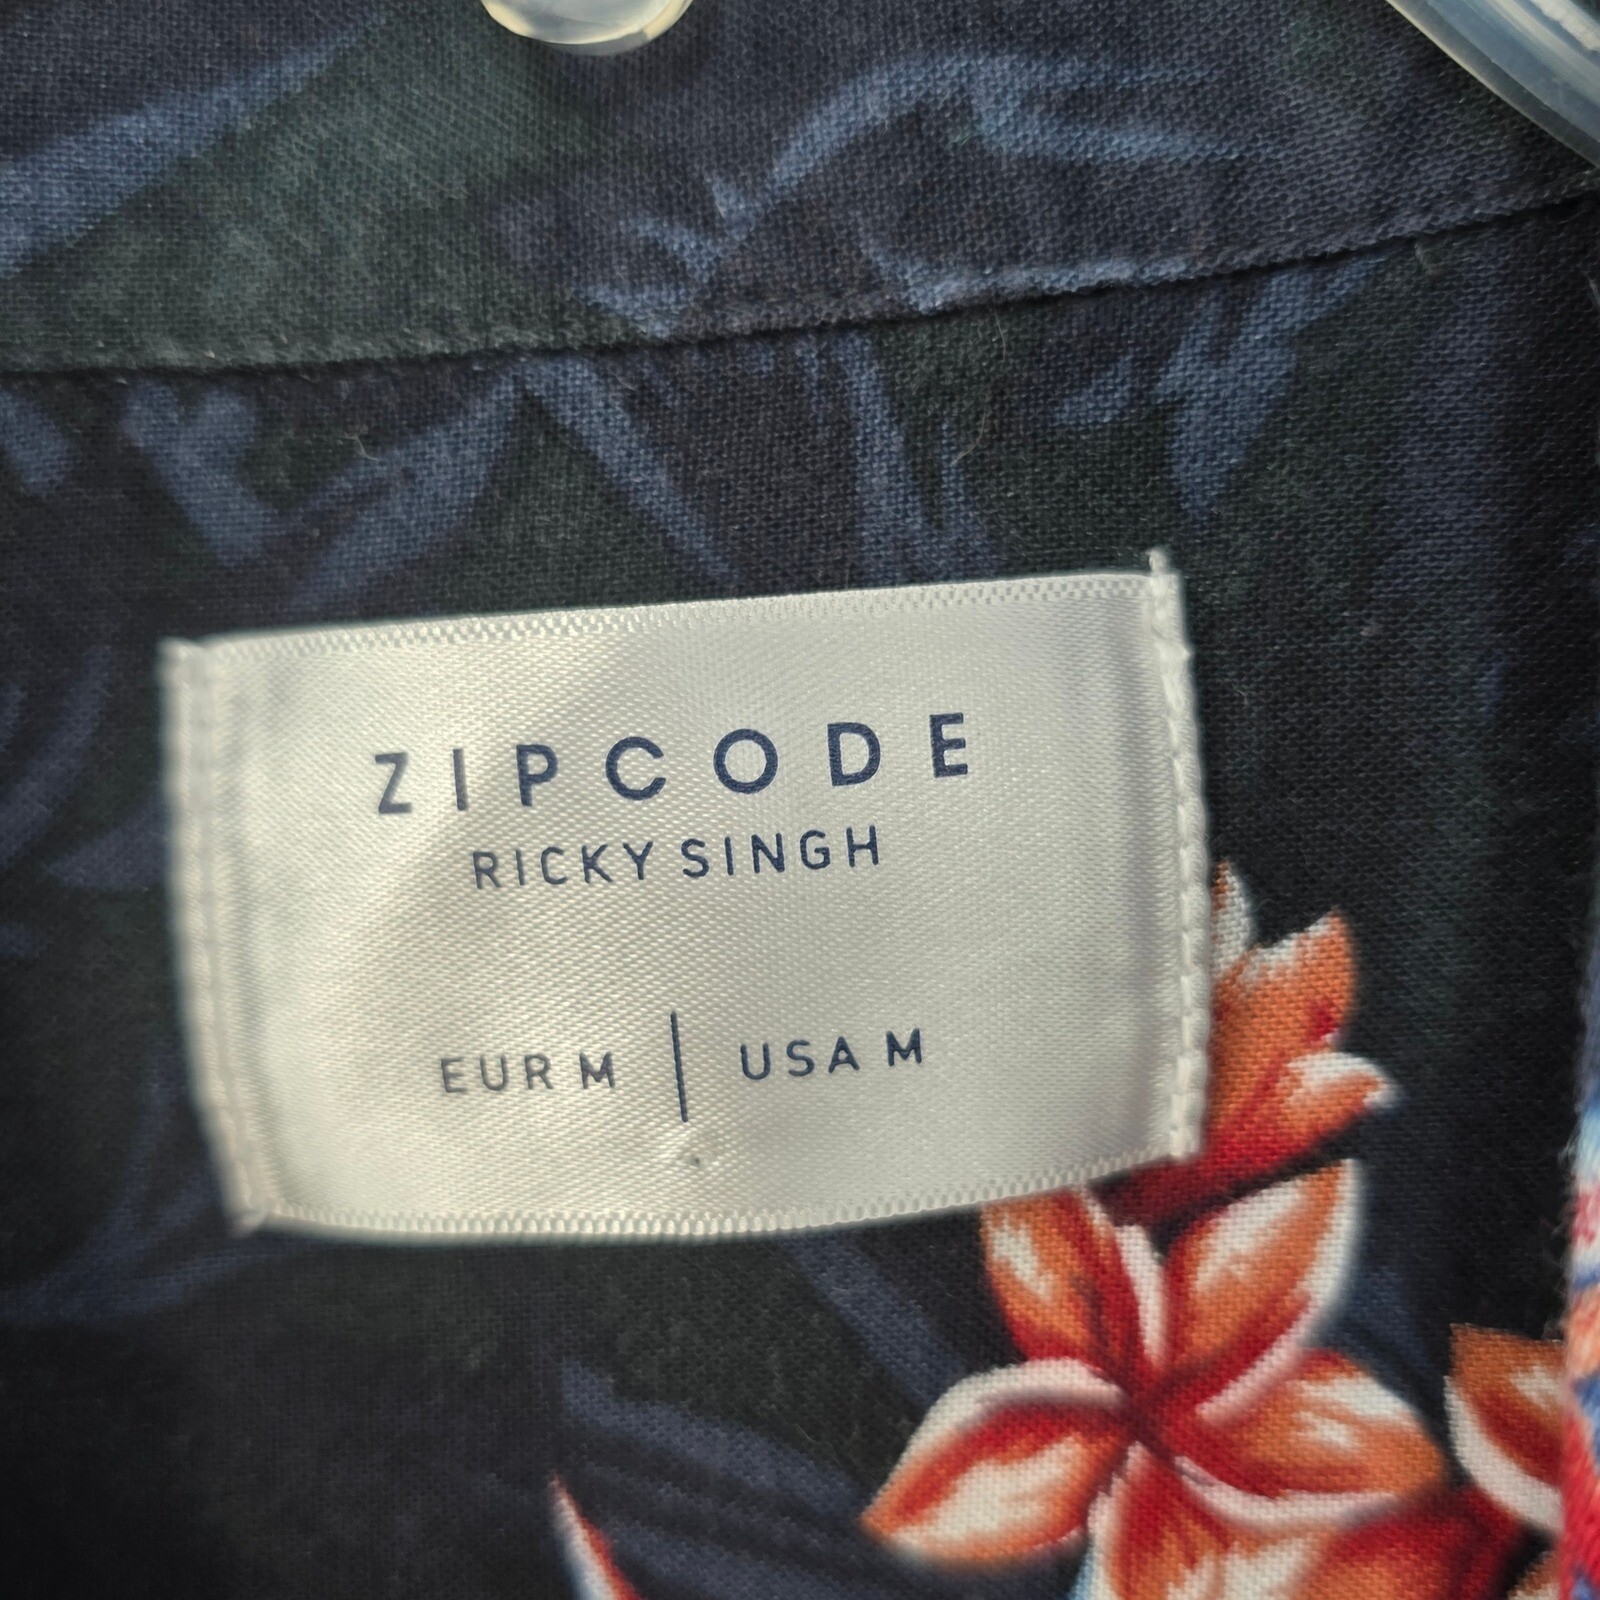 ZIPCODE
RICKY SINGH
EUR M | USA M